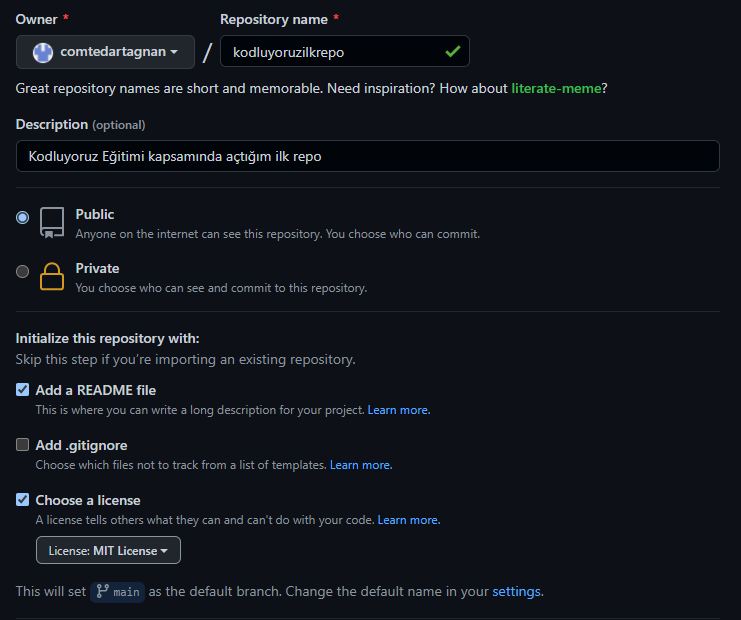 Owner * Repository name *
comtedartagnan / kodluyoruzilkrepo
Great repository names are short and memorable. Need inspiration? How about literate-meme?
Description (optional)
Kodluyoruz Eğitimi kapsamında açtığım ilk repo
Public
Anyone on the internet can see this repository. You choose who can commit.
Private
You choose who can see and commit to this repository.
Initialize this repository with:
Skip this step if you're importing an existing repository.
Add a README file
This is where you can write a long description for your project. Learn more.
Add .gitignore
Choose which files not to track from a list of templates. Learn more.
Choose a license
A license tells others what they can and can't do with your code. Learn more.
License: MIT License
This will set main as the default branch. Change the default name in your settings.